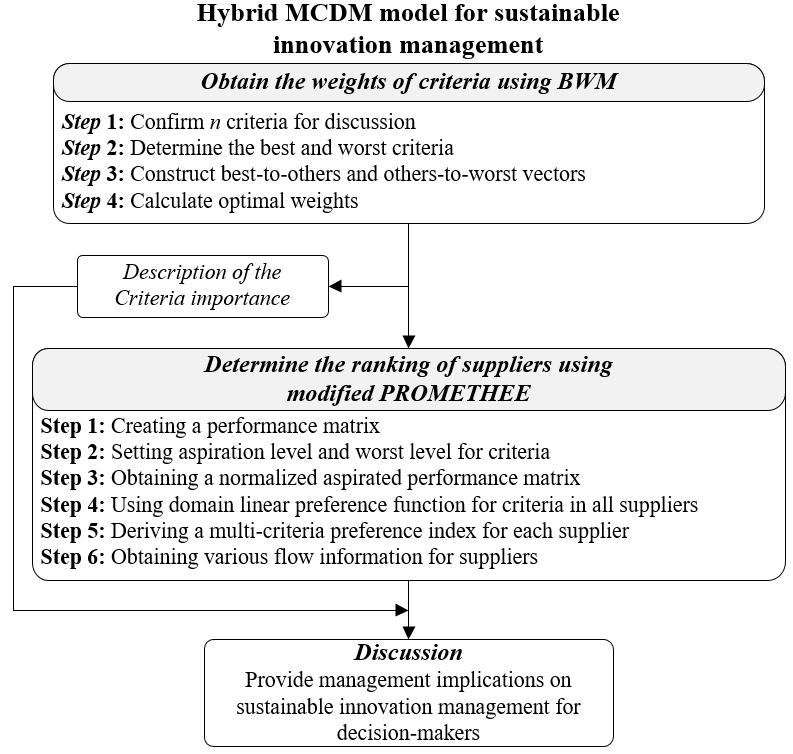 Hybrid MCDM model for sustainable
innovation management
Obtain the weights of criteria using BWM
Step 1: Confirm n criteria for discussion
Step 2: Determine the best and worst criteria
Step 3: Construct best-to-others and others-to-worst vectors
Step 4: Calculate optimal weights
Description of the
Criteria importance
Determine the ranking of suppliers using
modified PROMETHEE
Step 1: Creating a performance matrix
Step 2: Setting aspiration level and worst level for criteria
Step 3: Obtaining a normalized aspirated performance matrix
Step 4: Using domain linear preference function for criteria in all suppliers
Step 5: Deriving a multi-criteria preference index for each supplier
Step 6: Obtaining various flow information for suppliers
Discussion
Provide management implications on
sustainable innovation management for
decision-makers